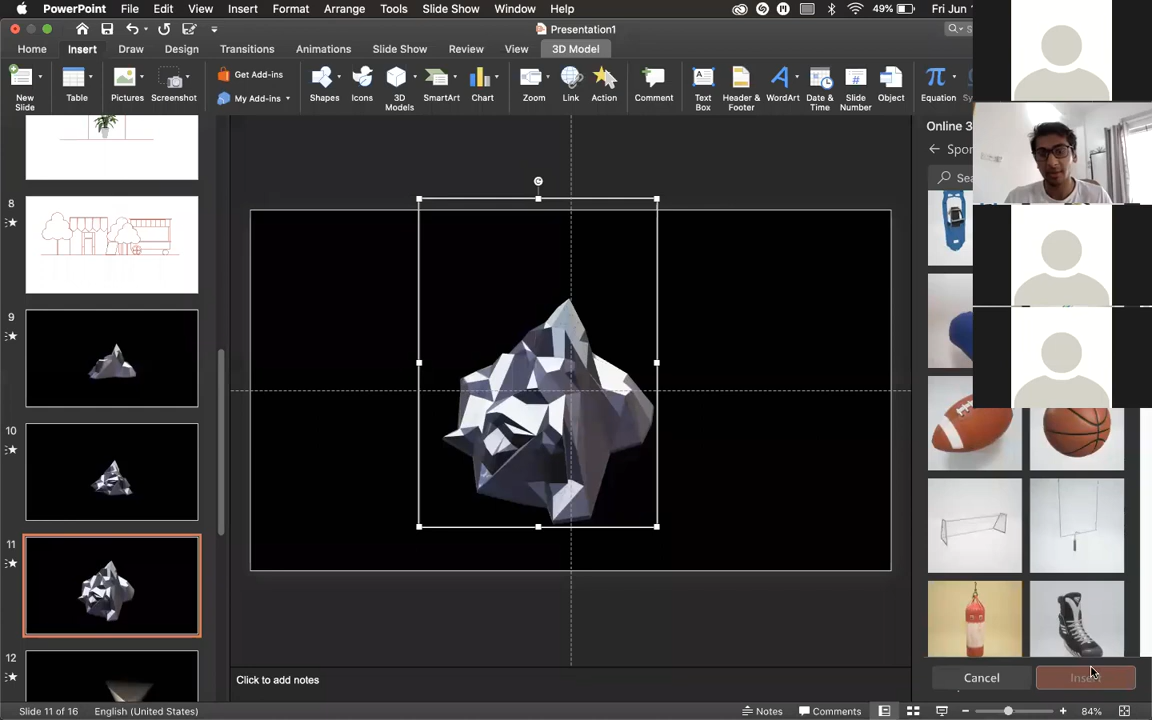 PowerPoint File Edit View Insert Format Arrange Tools Slide Show Window Help 49% Fri Jun
Presentation1
Home Insert Draw Design Transitions Animations Slide Show Review View 3D Model
New Slide
Table
Pictures
Screenshot
Get Add-ins
My Add-ins
Shapes
Icons
3D Models
SmartArt
Chart
Zoom
Link
Action
Comment
Text Box
Header & Footer
WordArt
Date & Time
Slide Number
Object
Equation
Online 3
8
9
10
11
12
Click to add notes
Cancel Insert
Slide 11 of 16 English (United States) Notes Comments 84%